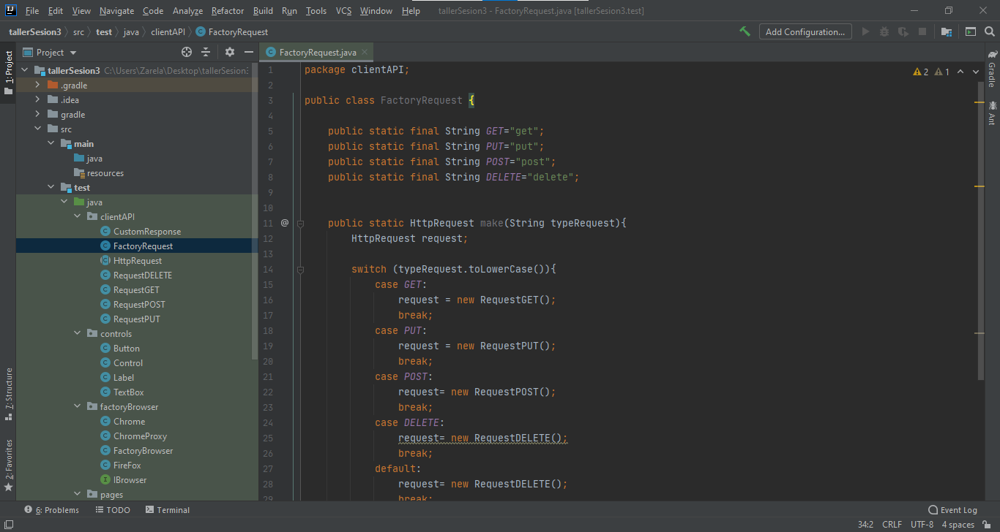 File Edit View Navigate Code Analyze Refactor Build Run Tools VCS Window Help tallerSesion3 - FactoryRequest.java [tallerSesion3.test]
tallerSesion3 src test java clientAPI FactoryRequest Add Configuration...
Project FactoryRequest.java
1: Project
7: Structure
2: Favorites
tallerSesion3 C:\Users\Zarela\Desktop\tallerSesion3
.gradle
.idea
gradle
src
main
java
resources
test
java
clientAPI
CustomResponse
FactoryRequest
HttpRequest
RequestDELETE
RequestGET
RequestPOST
RequestPUT
controls
Button
Control
Label
TextBox
factoryBrowser
Chrome
ChromeProxy
FactoryBrowser
FireFox
IBrowser
pages
1 package clientAPI;
2
3 public class FactoryRequest {
4
5 public static final String GET="get";
6 public static final String PUT="put";
7 public static final String POST="post";
8 public static final String DELETE="delete";
9
10
11 @ public static HttpRequest make(String typeRequest){
12 HttpRequest request;
13
14 switch (typeRequest.toLowerCase()){
15 case GET:
16 request = new RequestGET();
17 break;
18 case PUT:
19 request = new RequestPUT();
20 break;
21 case POST:
22 request= new RequestPOST();
23 break;
24 case DELETE:
25 request= new RequestDELETE();
26 break;
27 default:
28 request= new RequestDELETE();
29 break;
2 1
Gradle
Ant
6: Problems TODO Terminal Event Log
34:2 CRLF UTF-8 4 spaces